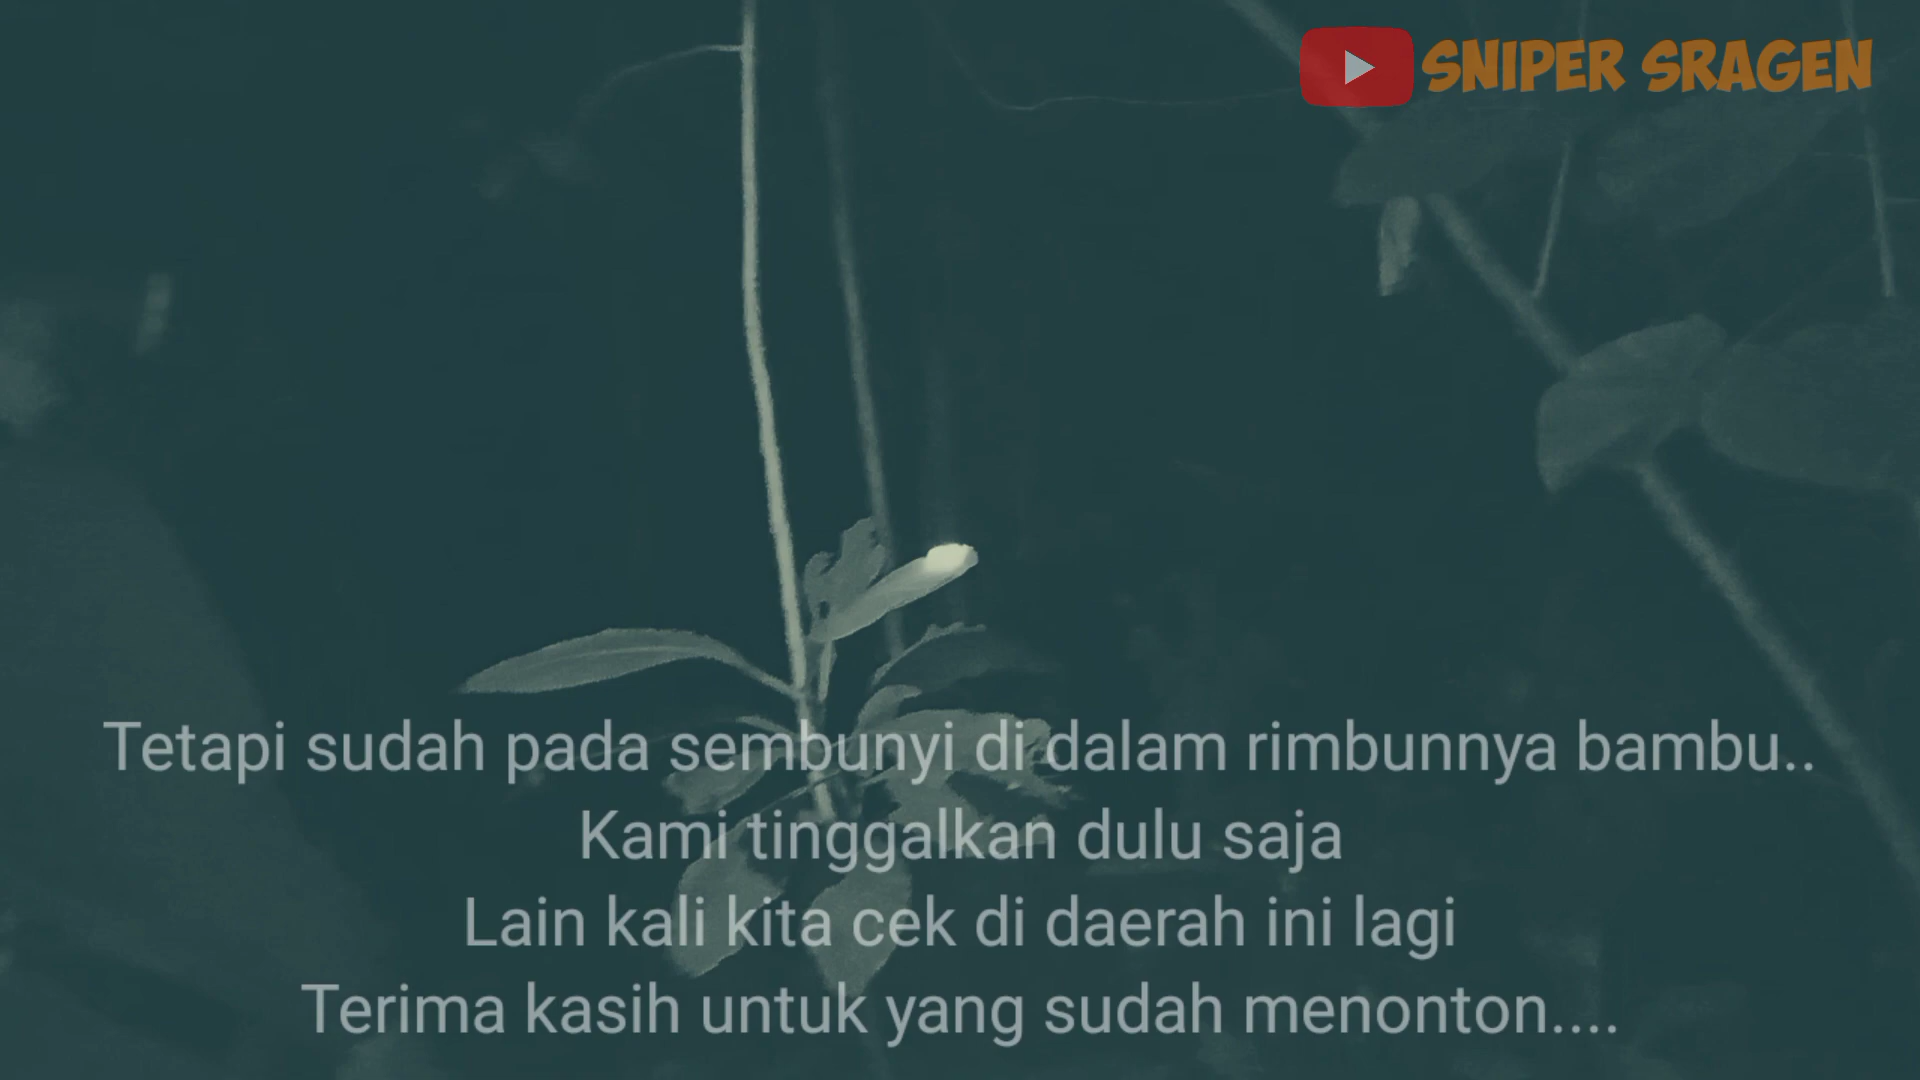 SNIPER SRAGEN
Tetapi sudah pada sembunyi di dalam rimbunnya bambu..
Kami tinggalkan dulu saja
Lain kali kita cek di daerah ini lagi
Terima kasih untuk yang sudah menonton....